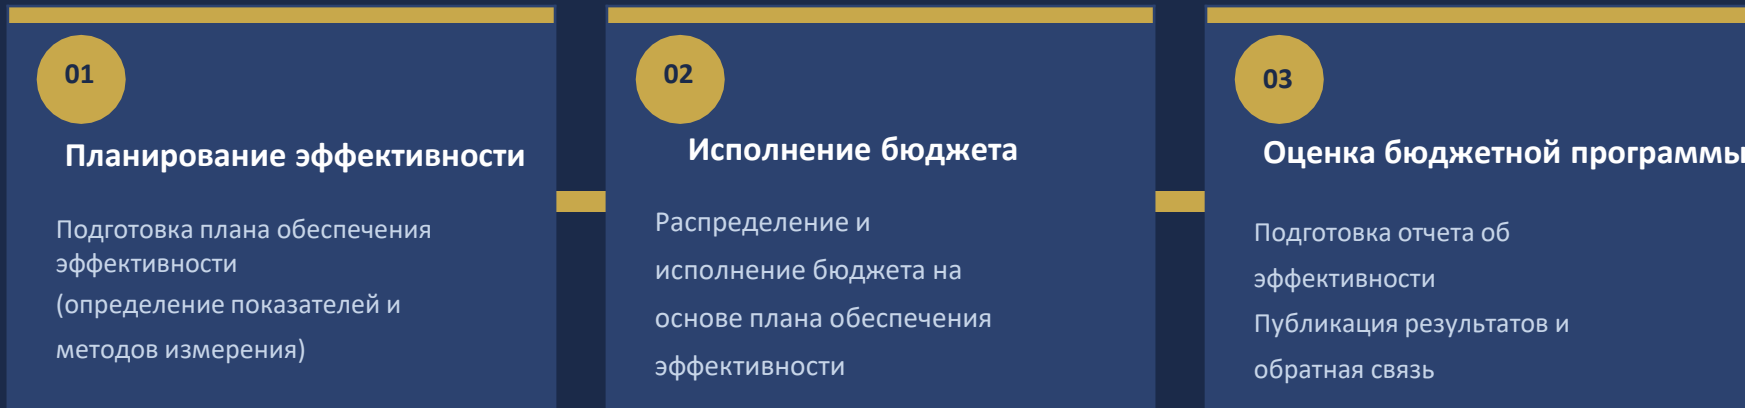 01
Планирование эффективности
Подготовка плана обеспечения
эффективности
(определение показателей и
методов измерения)
02
Исполнение бюджета
Распределение и
исполнение бюджета на
основе плана обеспечения
эффективности
03
Оценка бюджетной программы
Подготовка отчета об
эффективности
Публикация результатов и
обратная связь